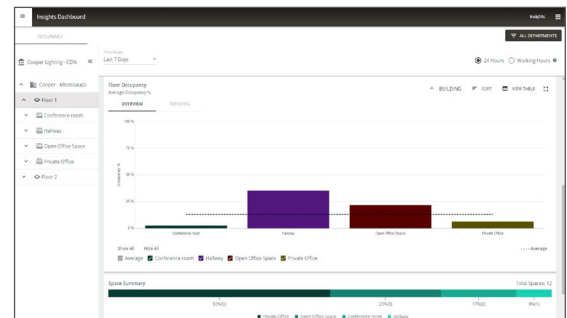 Insights Dashboard
Insights
OCCUPANCY
ALL DEPARTMENTS
Time Range
Last 7 Days
24 Hours
Working Hours
Cooper Lighting - CDN
Cooper - Mississauga
Floor 1
Conference room
Hallway
Open Office Space
Private Office
Floor 2
Floor Occupancy
Average Occupancy %
BUILDING
SORT
VIEW TABLE
OVERVIEW
TRENDING
100 %
Occupancy %
0 %
Conference room
Hallway
Open Office Space
Private Office
Show All
Hide All
Average
Average
Conference room
Hallway
Open Office Space
Private Office
Space Summary
Total Spaces: 12
50%(6)
25%(3)
17%(2)
8%(1)
Private Office
Open Office Space
Conference room
Hallway